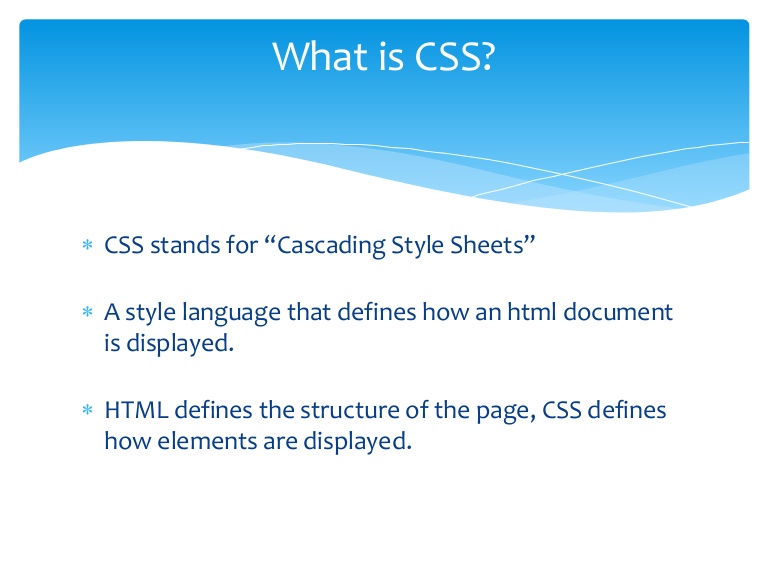 What is CSS?
* CSS stands for “Cascading Style Sheets”
* A style language that defines how an html document
is displayed.
* HTML defines the structure of the page, CSS defines
how elements are displayed.